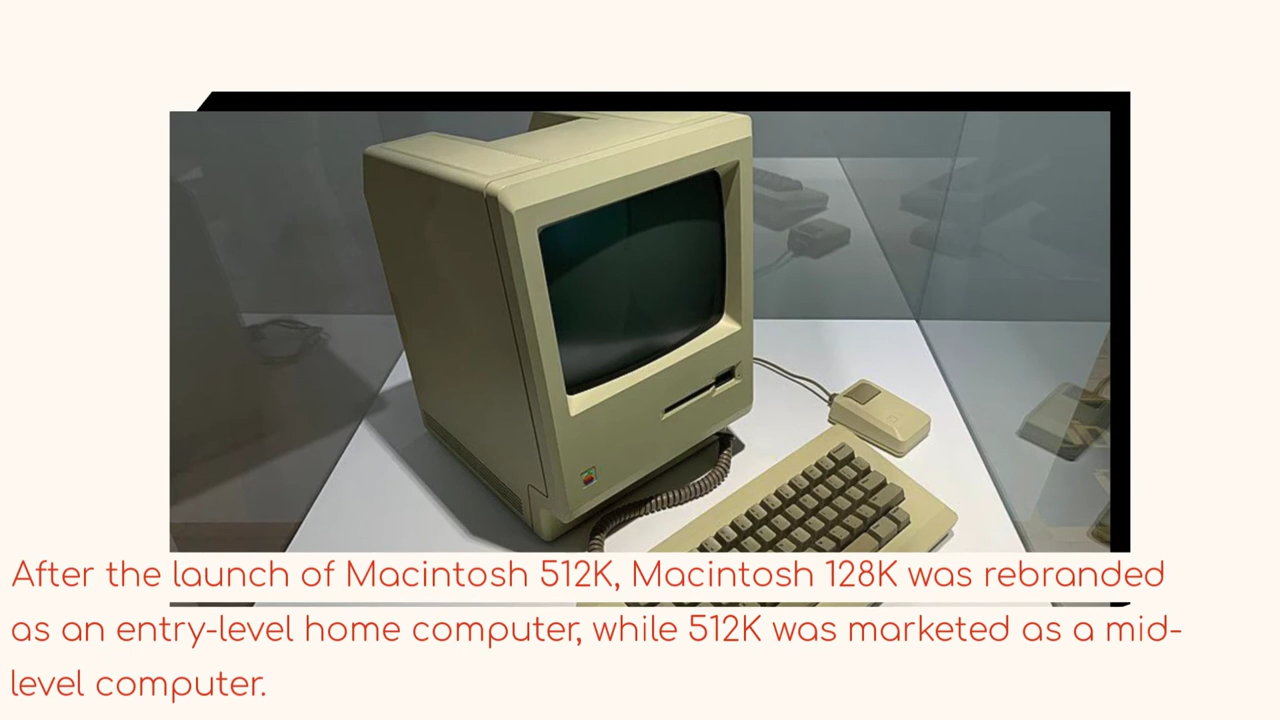 After the launch of Macintosh 512K, Macintosh 128K was rebranded
as an entry-level home computer, while 512K was marketed as a mid-
level computer.